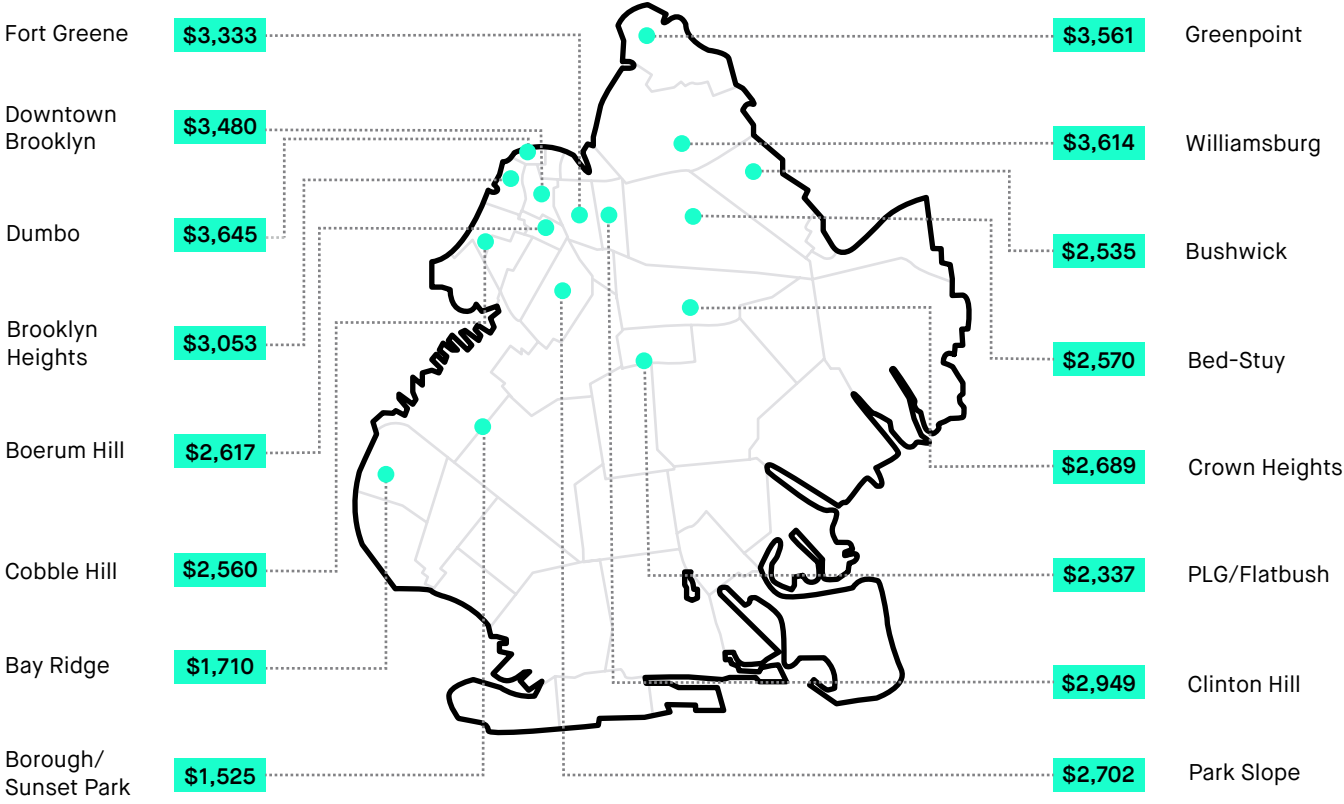 Fort Greene $3,333
Downtown
Brooklyn
$3,480
Dumbo $3,645
Brooklyn
Heights
$3,053
Boerum Hill $2,617
Cobble Hill $2,560
Bay Ridge $1,710
Borough/
Sunset Park
$1,525
$3,561 Greenpoint
$3,614 Williamsburg
$2,535 Bushwick
$2,570 Bed-Stuy
$2,689 Crown Heights
$2,337 PLG/Flatbush
$2,949 Clinton Hill
$2,702 Park Slope